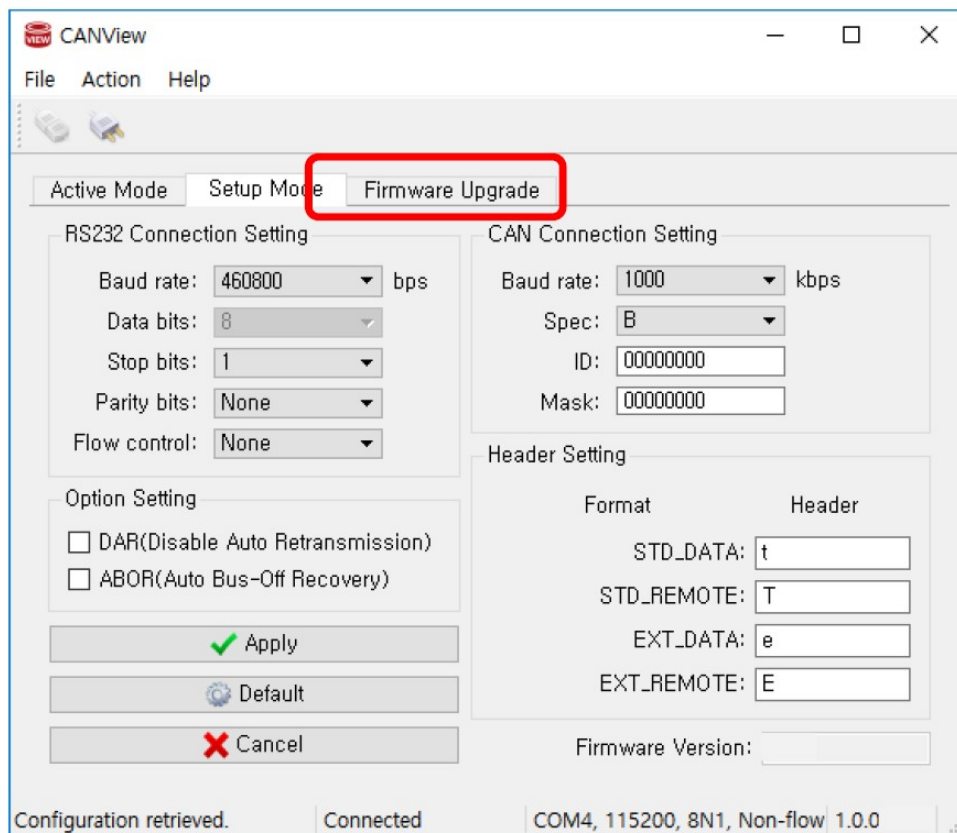 CANView
File Action Help
Active Mode Setup Mode Firmware Upgrade
RS232 Connection Setting
Baud rate: 460800 bps
Data bits: 8
Stop bits: 1
Parity bits: None
Flow control: None
Option Setting
DAR(Disable Auto Retransmission)
ABOR(Auto Bus-Off Recovery)
Apply
Default
Cancel
CAN Connection Setting
Baud rate: 1000 kbps
Spec: B
ID: 00000000
Mask: 00000000
Header Setting
Format Header
STD_DATA: t
STD_REMOTE: T
EXT_DATA: e
EXT_REMOTE: E
Firmware Version:
Configuration retrieved. Connected COM4, 115200, 8N1, Non-flow 1.0.0